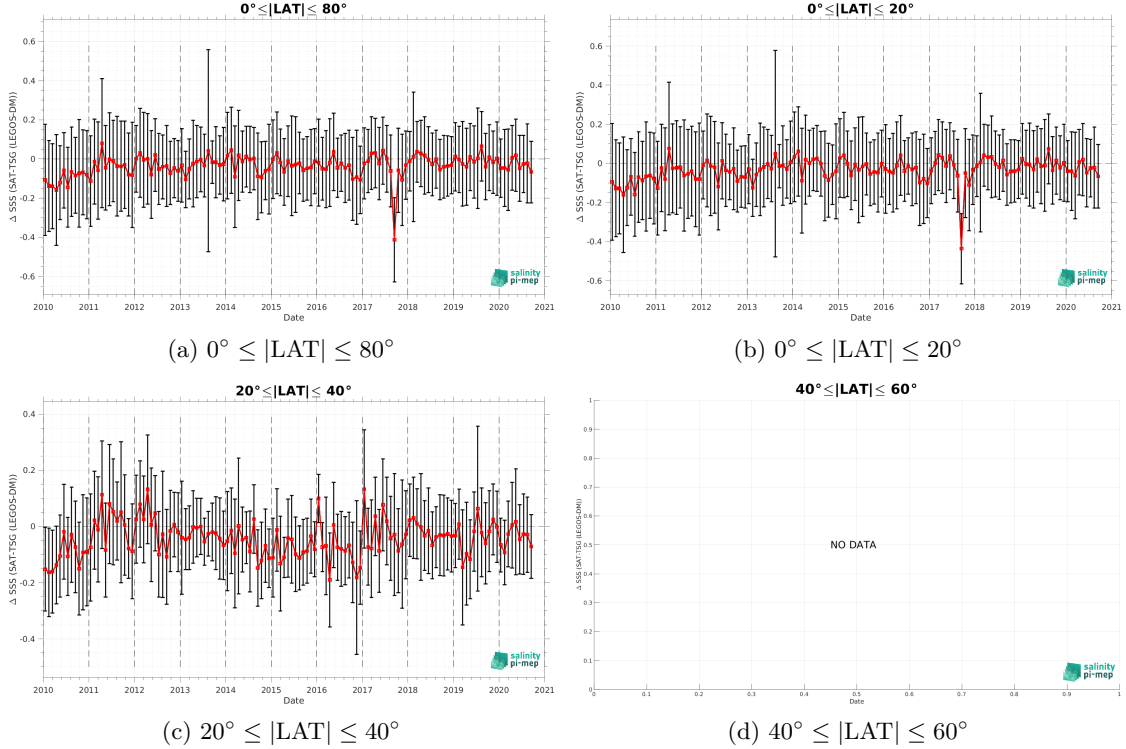 0°≤|LAT|≤ 80°
Δ SSS (SAT-TSG (LEGOS-DM))
0.6
0.4
0.2
0
-0.2
-0.4
-0.6
2010 2011 2012 2013 2014 2015 2016 2017 2018 2019 2020 2021
Date
salinity
pi-mep
(a) 0° ≤ |LAT| ≤ 80°
0°≤|LAT|≤ 20°
Δ SSS (SAT-TSG (LEGOS-DM))
0.6
0.4
0.2
0
-0.2
-0.4
-0.6
2010 2011 2012 2013 2014 2015 2016 2017 2018 2019 2020 2021
Date
salinity
pi-mep
(b) 0° ≤ |LAT| ≤ 20°
20°≤|LAT|≤ 40°
Δ SSS (SAT-TSG (LEGOS-DM))
0.4
0.2
0
-0.2
-0.4
2010 2011 2012 2013 2014 2015 2016 2017 2018 2019 2020 2021
Date
salinity
pi-mep
(c) 20° ≤ |LAT| ≤ 40°
40°≤|LAT|≤ 60°
Δ SSS (SAT-TSG (LEGOS-DM))
1
0.9
0.8
0.7
0.6
0.5
0.4
0.3
0.2
0.1
0
NO DATA
0 0.1 0.2 0.3 0.4 0.5 0.6 0.7 0.8 0.9 1
Date
salinity
pi-mep
(d) 40° ≤ |LAT| ≤ 60°